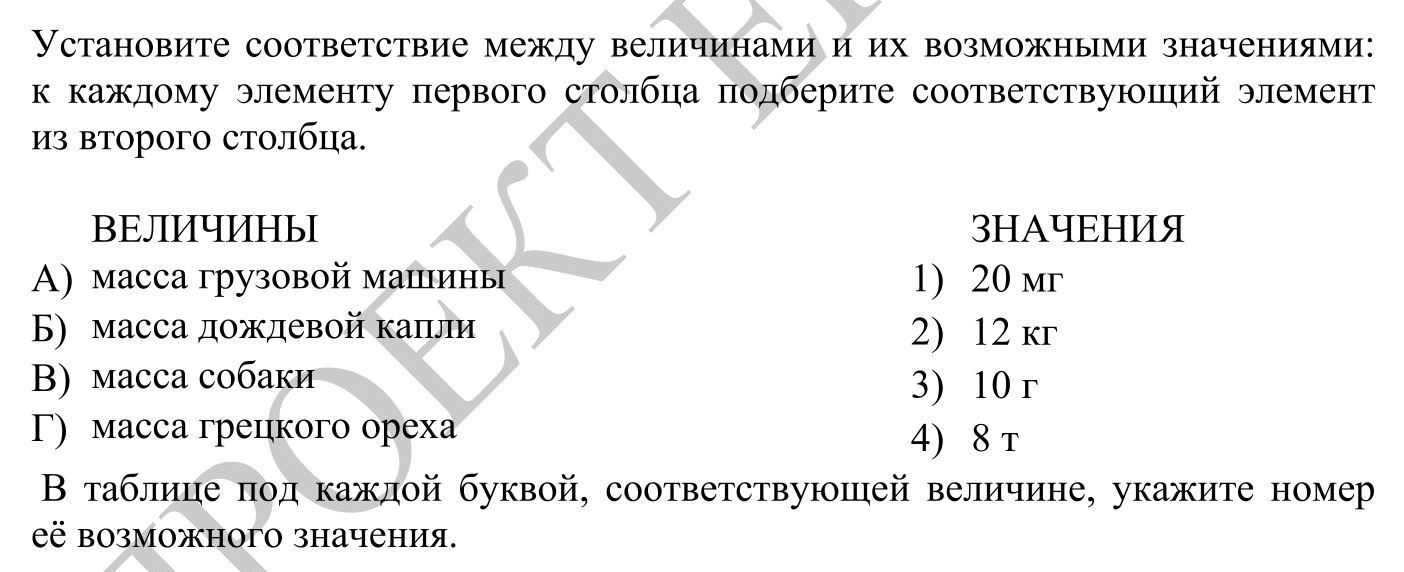 Установите соответствие между величинами и их возможными значениями:
к каждому элементу первого столбца подберите соответствующий элемент
из второго столбца.
ВЕЛИЧИНЫ
ЗНАЧЕНИЯ
А) масса грузовой машины
1) 20 мг
Б) масса дождевой капли
2) 12 кг
В) масса собаки
3) 10 г
Г) масса грецкого ореха
4) 8 т
В таблице под каждой буквой, соответствующей величине, укажите номер
её возможного значения.